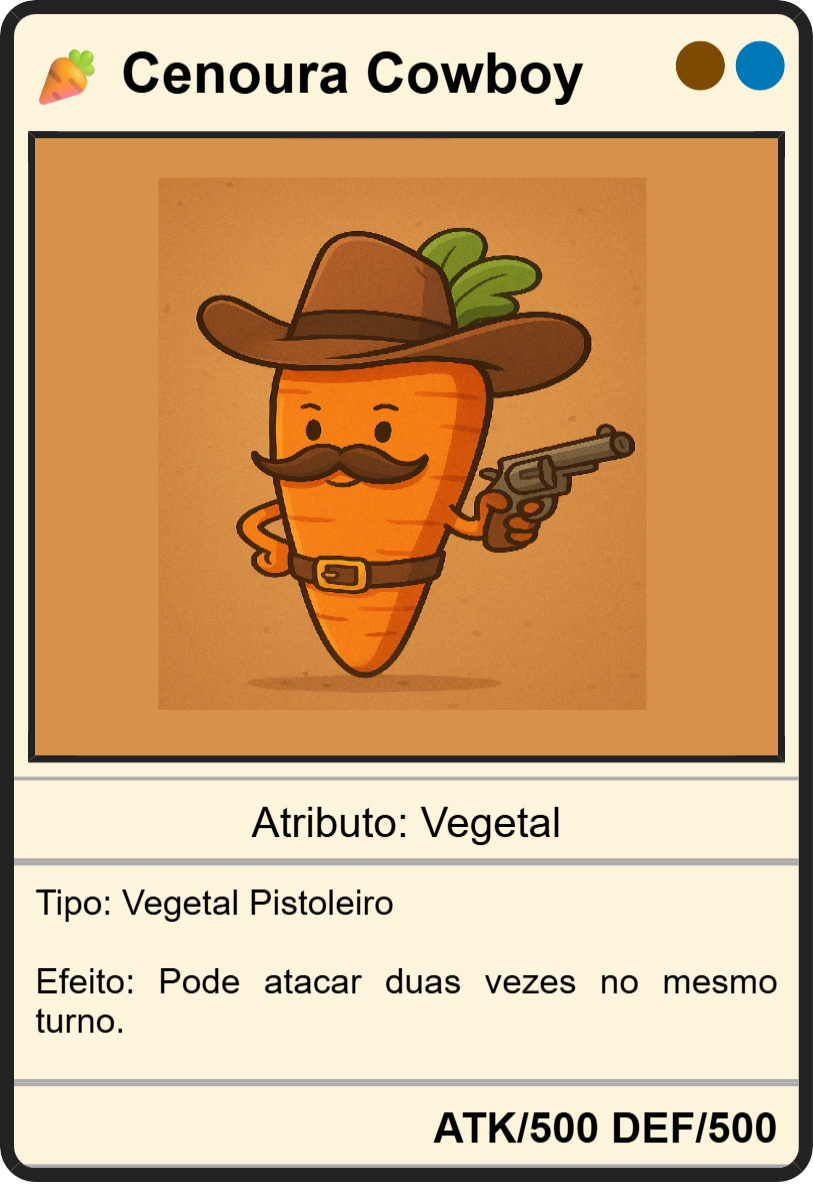 Cenoura Cowboy
Atributo: Vegetal
Tipo: Vegetal Pistoleiro
Efeito: Pode atacar duas vezes no mesmo
turno.
ATK/500 DEF/500